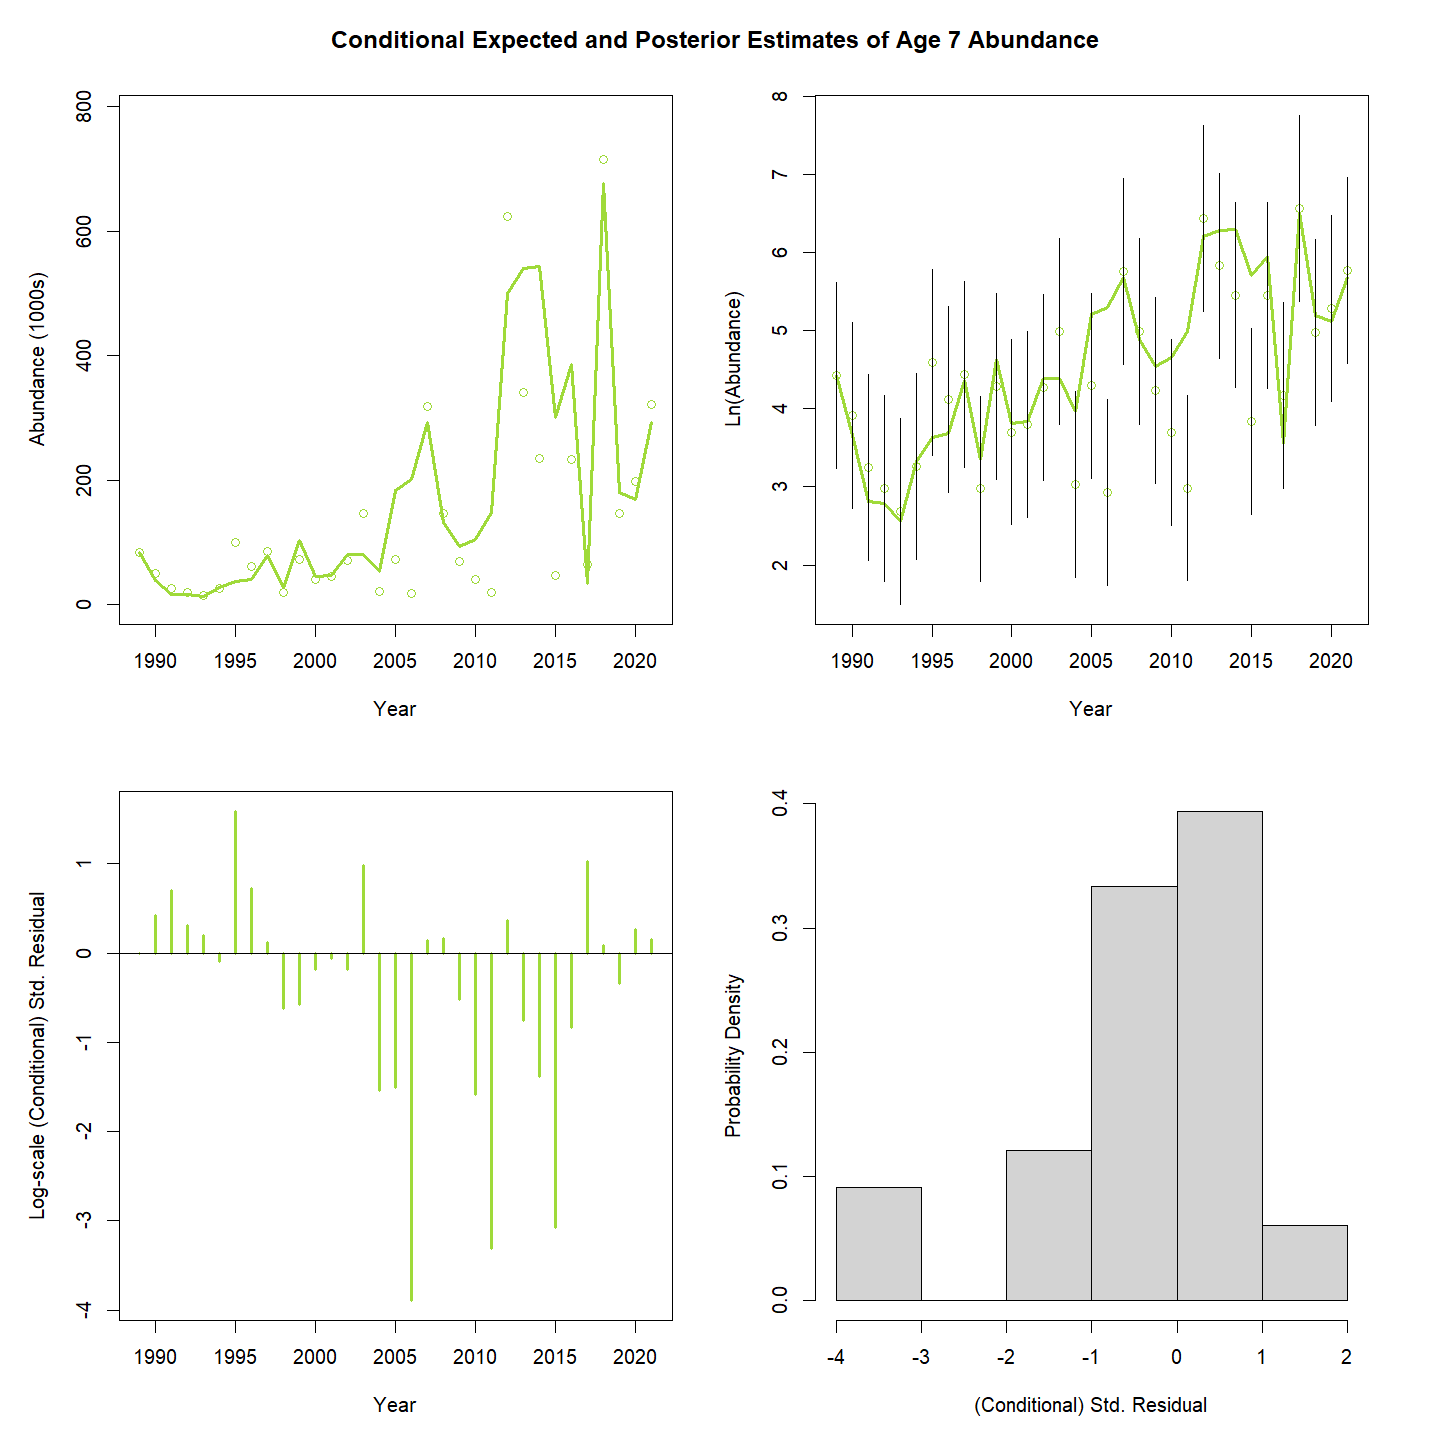 Conditional Expected and Posterior Estimates of Age 7 Abundance
Abundance (1000s)
800
600
400
200
0
1990 1995 2000 2005 2010 2015 2020
Year
Ln(Abundance)
8
7
6
5
4
3
2
1990 1995 2000 2005 2010 2015 2020
Year
Log-scale (Conditional) Std. Residual
1
0
-1
-2
-3
-4
1990 1995 2000 2005 2010 2015 2020
Year
Probability Density
0.4
0.3
0.2
0.1
0.0
-4 -3 -2 -1 0 1 2
(Conditional) Std. Residual